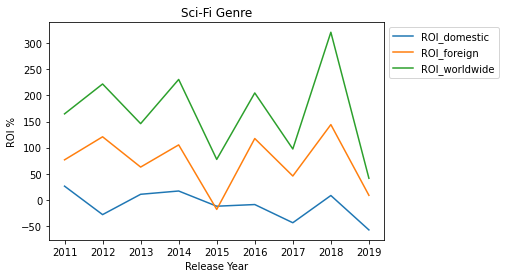 Sci-Fi Genre
ROI_domestic
ROI_foreign
ROI_worldwide
ROI %
300
250
200
150
100
50
0
−50
2011 2012 2013 2014 2015 2016 2017 2018 2019
Release Year